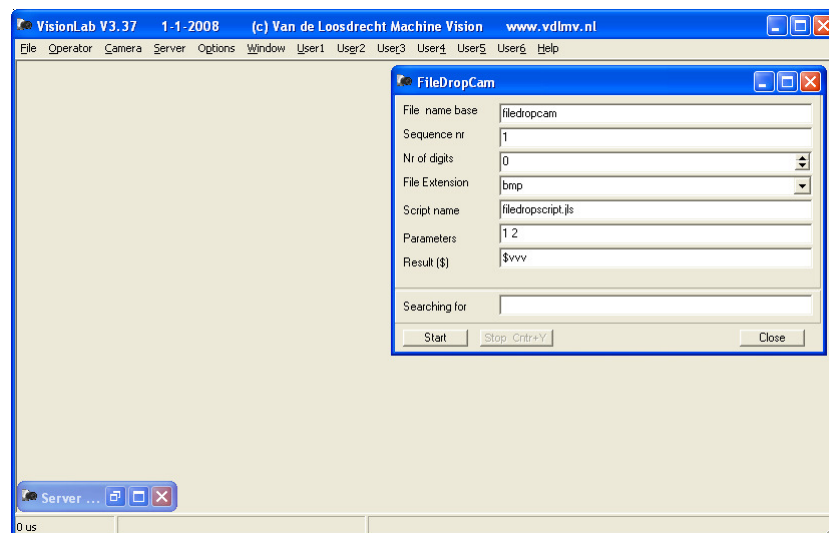 VisionLab V3.37 1-1-2008 (c) Van de Loosdrecht Machine Vision www.vdlmv.nl
File Operator Camera Server Options Window User1 User2 User3 User4 User5 User6 Help
FileDropCam
File name base filedropcam
Sequence nr 1
Nr of digits 0
File Extension bmp
Script name filedropscript.jls
Parameters 1 2
Result ($) $vvv
Searching for
Start Stop Cntr+Y Close
Server ...
0 us